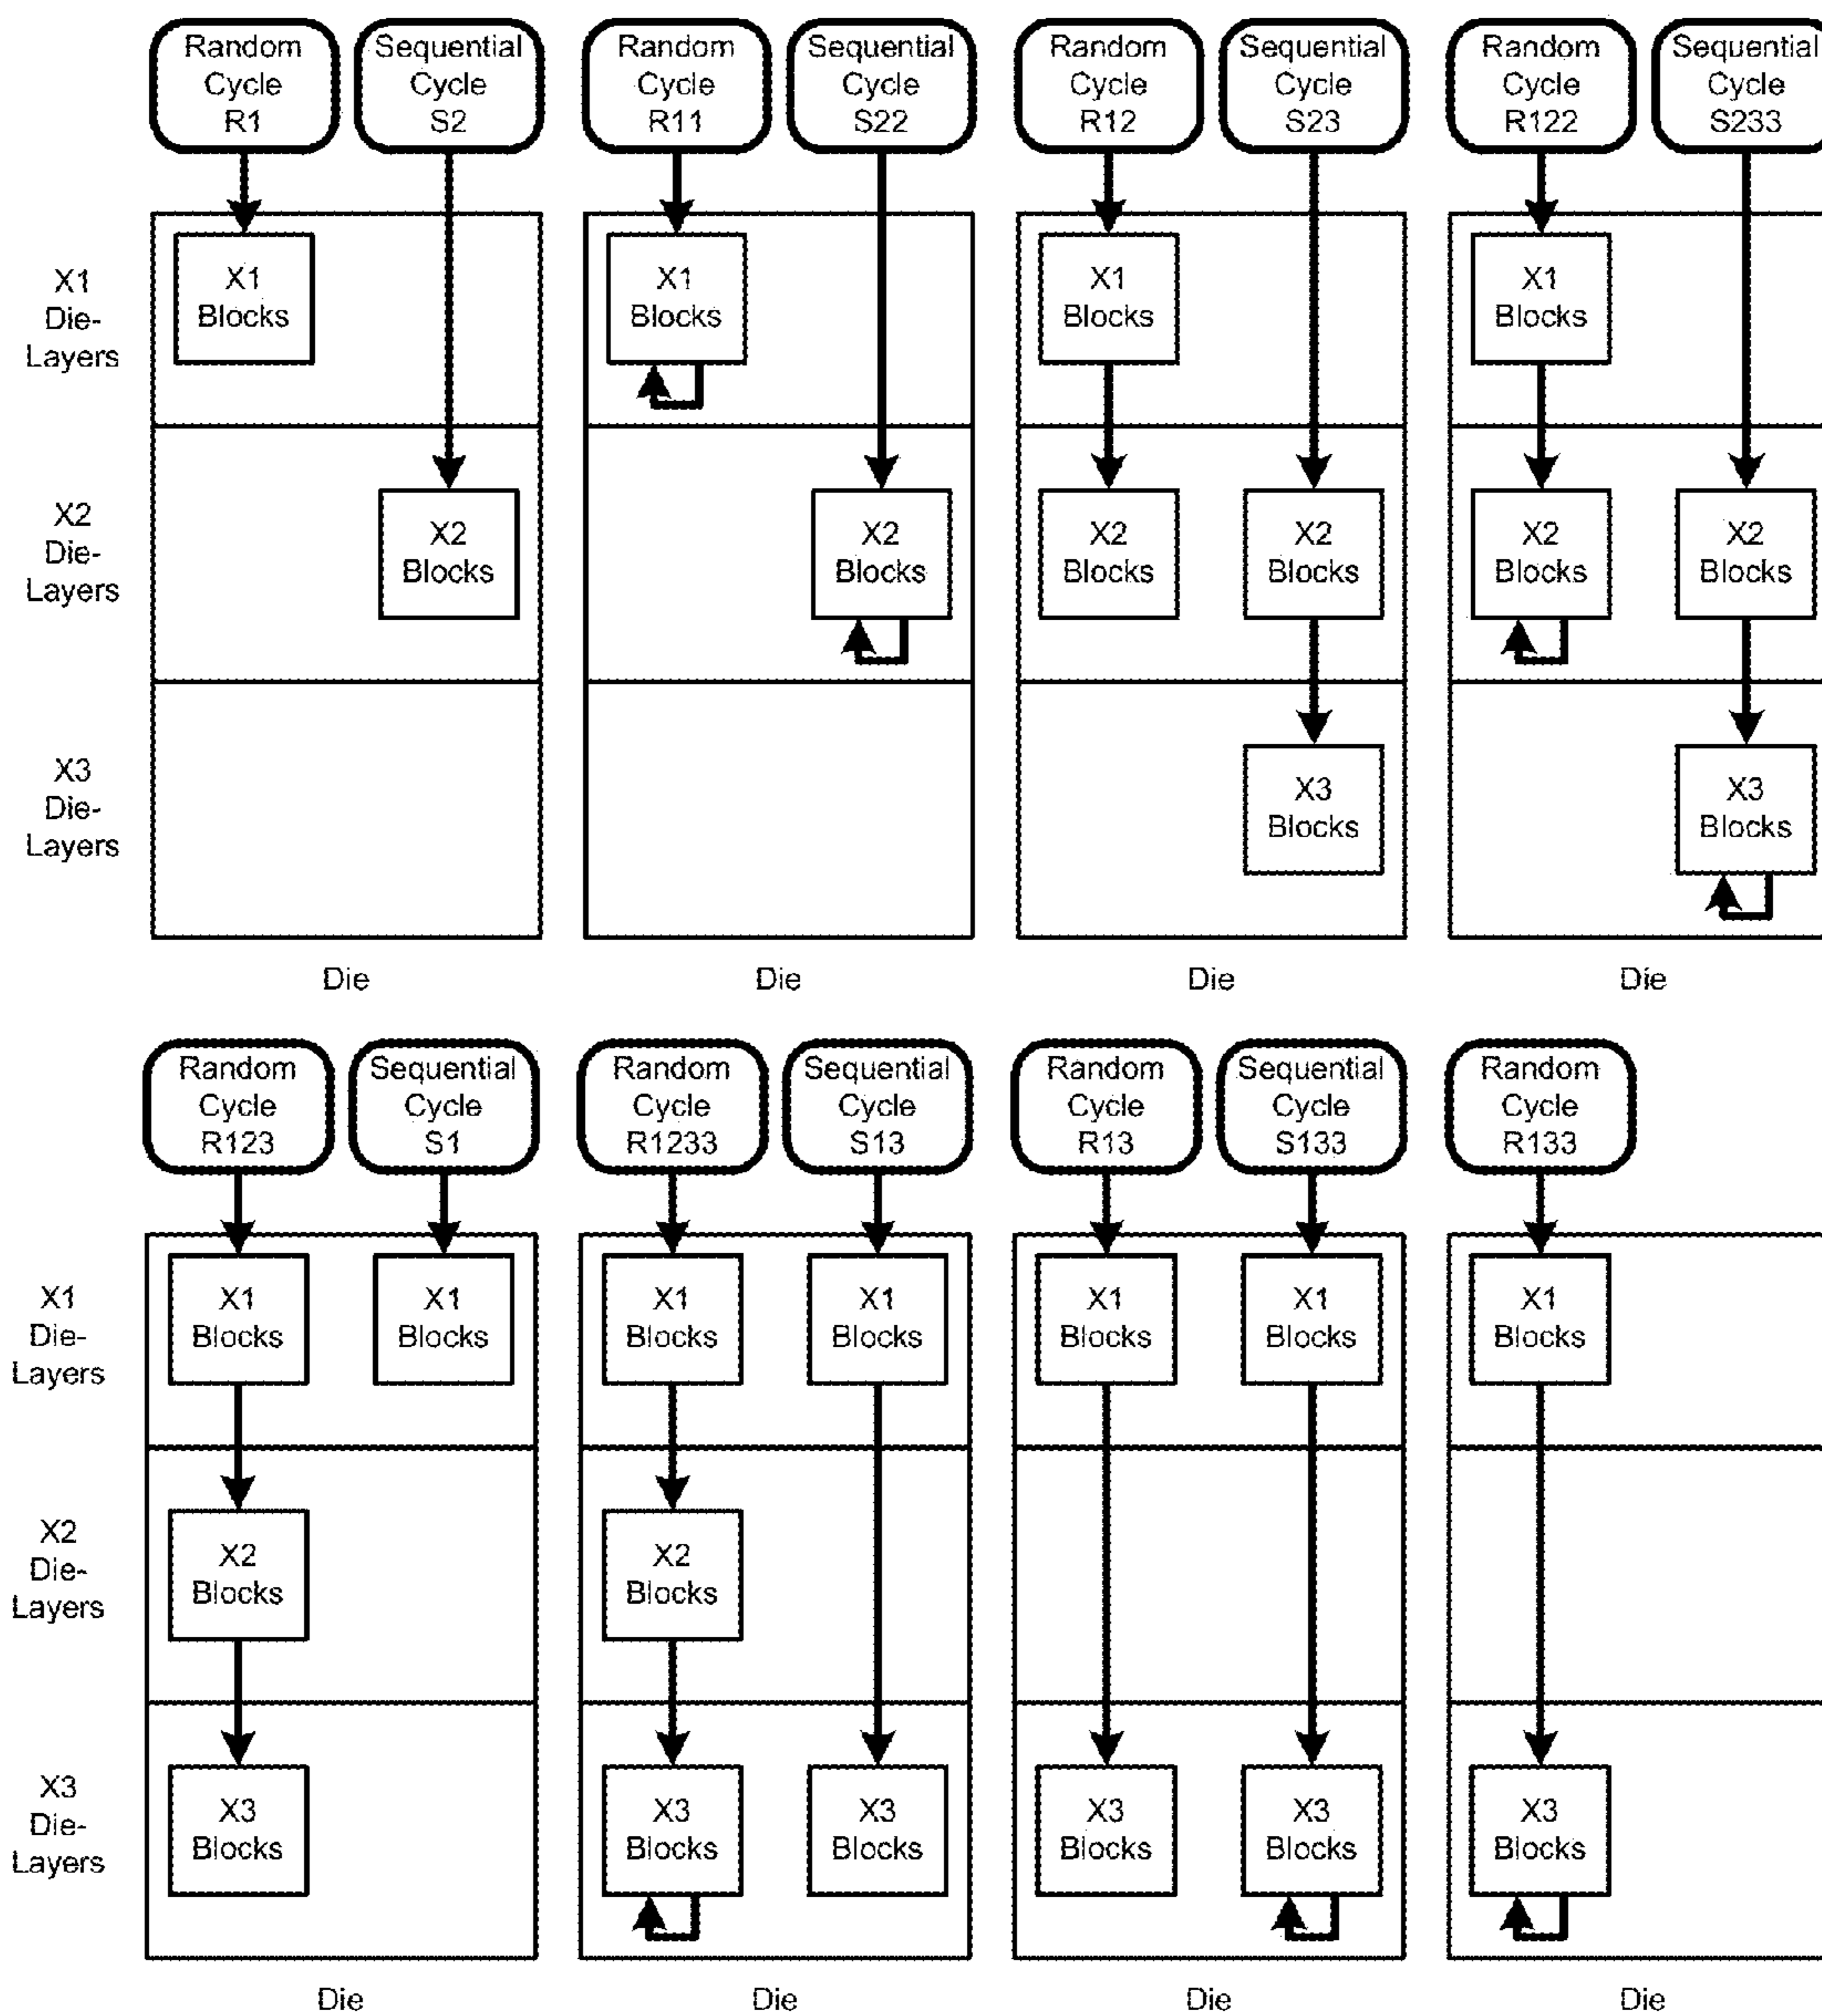 Random
Cycle
R1
Sequential
Cycle
S2
Random
Cycle
R11
Sequential
Cycle
S22
Random
Cycle
R12
Sequential
Cycle
S23
Random
Cycle
R122
Sequential
Cycle
S233
X1
Die-
Layers
X1
Blocks
X1
Blocks
X1
Blocks
X1
Blocks
X2
Die-
Layers
X2
Blocks
X2
Blocks
X2
Blocks
X2
Blocks
X2
Blocks
X2
Blocks
X3
Die-
Layers
X3
Blocks
X3
Blocks
Die
Die
Die
Die
Random
Cycle
R123
Sequential
Cycle
S1
Random
Cycle
R1233
Sequential
Cycle
S13
Random
Cycle
R13
Sequential
Cycle
S133
Random
Cycle
R133
X1
Die-
Layers
X1
Blocks
X1
Blocks
X1
Blocks
X1
Blocks
X1
Blocks
X1
Blocks
X1
Blocks
X2
Die-
Layers
X2
Blocks
X2
Blocks
X3
Die-
Layers
X3
Blocks
X3
Blocks
X3
Blocks
X3
Blocks
X3
Blocks
X3
Blocks
Die
Die
Die
Die